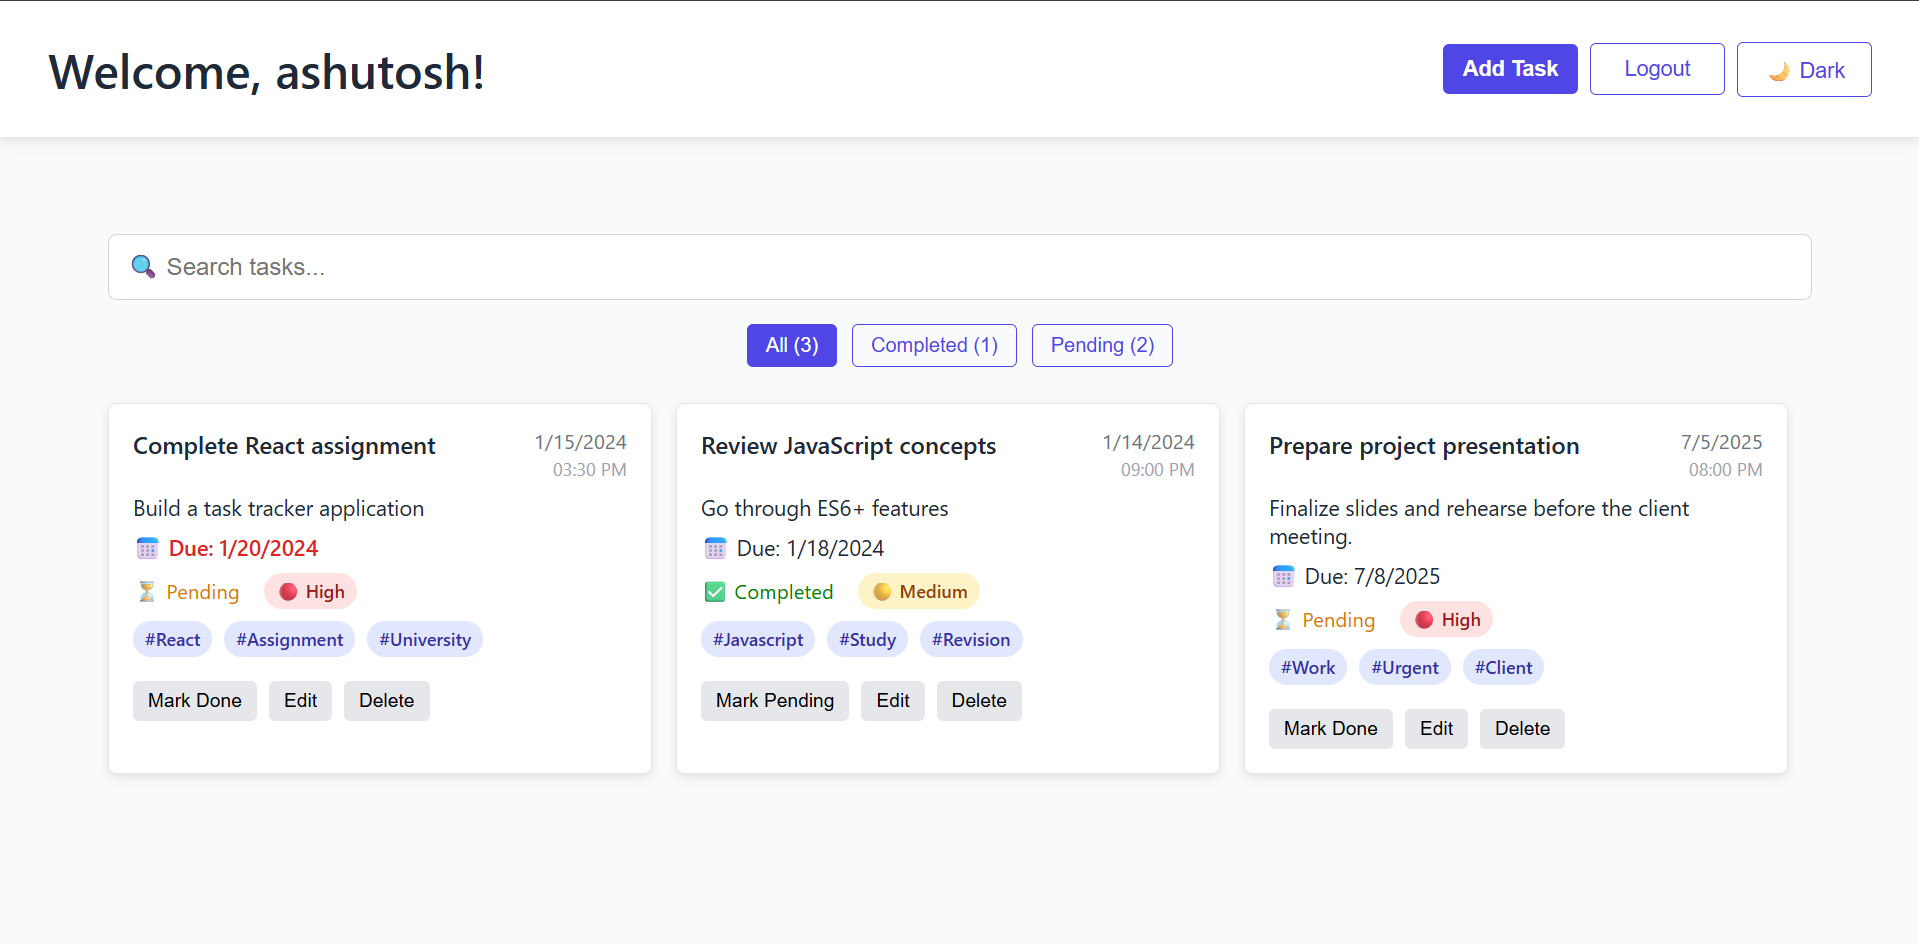 Welcome, ashutosh!
Add Task
Logout
🌙 Dark
🔍 Search tasks...
All (3)
Completed (1)
Pending (2)
Complete React assignment
1/15/2024
03:30 PM
Build a task tracker application
Due: 1/20/2024
⏳ Pending
High
#React #Assignment #University
Mark Done Edit Delete
Review JavaScript concepts
1/14/2024
09:00 PM
Go through ES6+ features
Due: 1/18/2024
✅ Completed
Medium
#Javascript #Study #Revision
Mark Pending Edit Delete
Prepare project presentation
7/5/2025
08:00 PM
Finalize slides and rehearse before the client
meeting.
Due: 7/8/2025
⏳ Pending
High
#Work #Urgent #Client
Mark Done Edit Delete